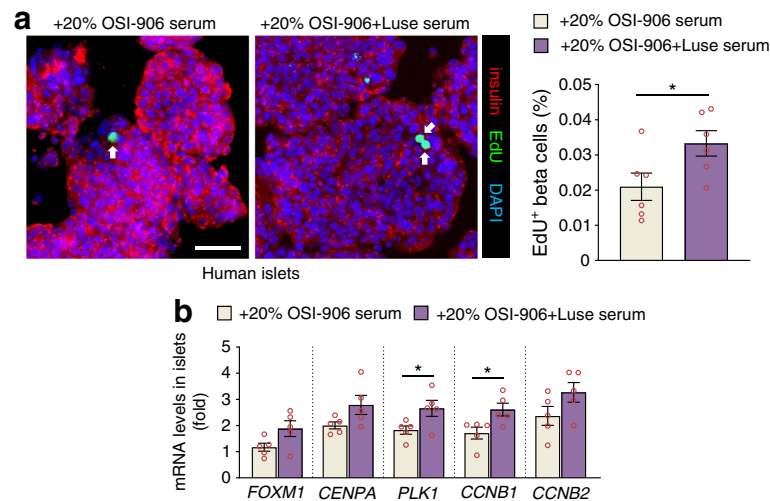 a
+20% OSI-906 serum
+20% OSI-906+Luse serum
insulin EdU DAPI
Human islets
+20% OSI-906 serum
+20% OSI-906+Luse serum
EdU⁺ beta cells (%)
0.05
0.04
0.03
0.02
0.01
0
*
b
+20% OSI-906 serum
+20% OSI-906+Luse serum
mRNA levels in islets
(fold)
5
4
3
2
1
0
*
*
FOXM1 CENPA PLK1 CCNB1 CCNB2